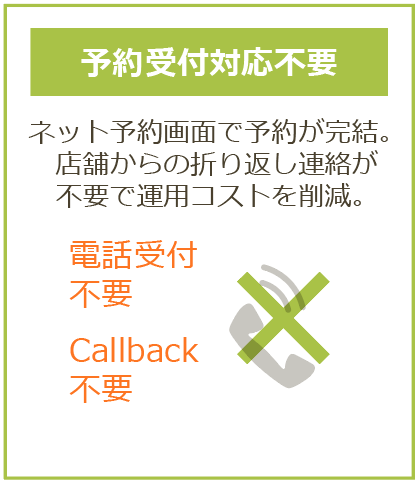 予約受付対応不要
ネット予約画面で予約が完結。
店舗からの折り返し連絡が
不要で運用コストを削減。
電話受付
不要
Callback
不要